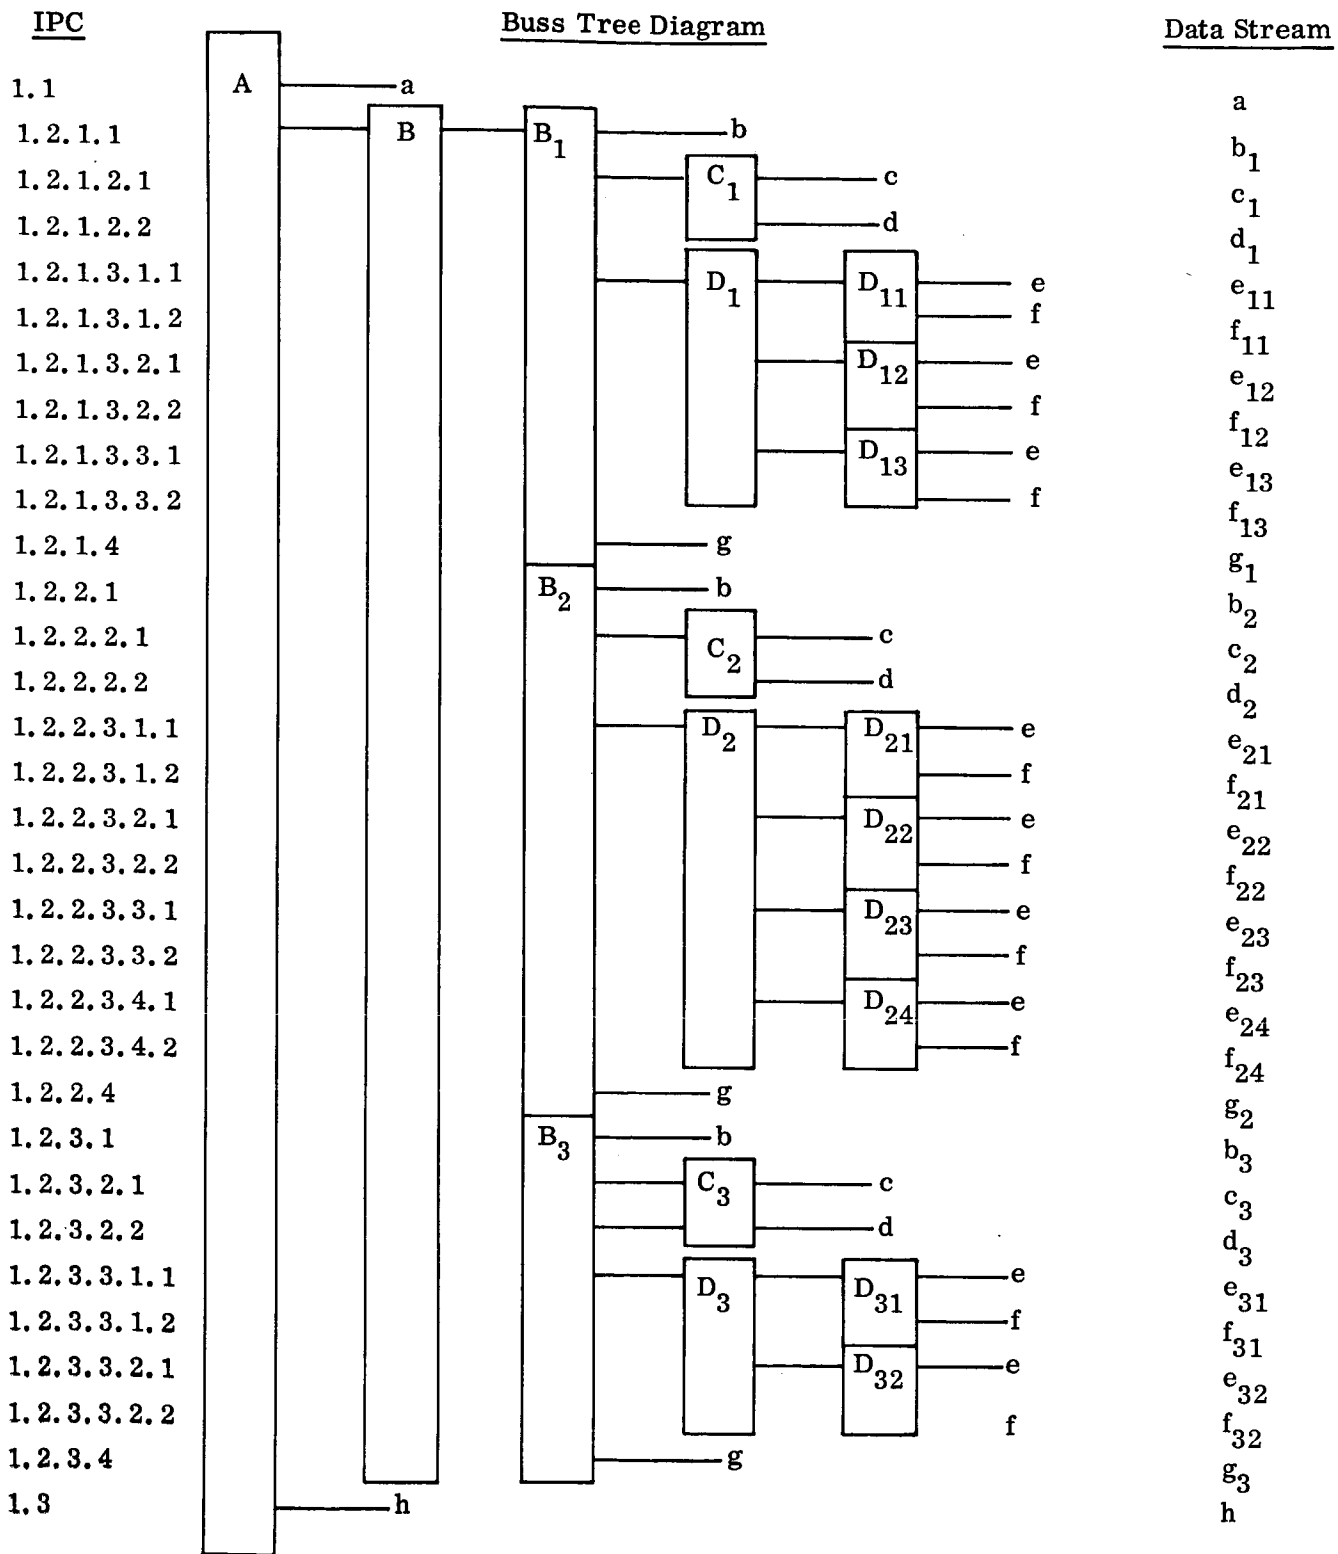 IPC Buss Tree Diagram Data Stream
1.1 A a a
1.2.1.1 B B1 b b1
1.2.1.2.1 C1 c c1
1.2.1.2.2 d d1
1.2.1.3.1.1 D1 D11 e e11
1.2.1.3.1.2 f f11
1.2.1.3.2.1 D12 e e12
1.2.1.3.2.2 f f12
1.2.1.3.3.1 D13 e e13
1.2.1.3.3.2 f f13
1.2.1.4 g g1
1.2.2.1 B2 b b2
1.2.2.2.1 C2 c c2
1.2.2.2.2 d d2
1.2.2.3.1.1 D2 D21 e e21
1.2.2.3.1.2 f f21
1.2.2.3.2.1 D22 e e22
1.2.2.3.2.2 f f22
1.2.2.3.3.1 D23 e e23
1.2.2.3.3.2 f f23
1.2.2.3.4.1 D24 e e24
1.2.2.3.4.2 f f24
1.2.2.4 g g2
1.2.3.1 B3 b b3
1.2.3.2.1 C3 c c3
1.2.3.2.2 d d3
1.2.3.3.1.1 D3 D31 e e31
1.2.3.3.1.2 f f31
1.2.3.3.2.1 D32 e e32
1.2.3.3.2.2 f f32
1.2.3.4 g g3
1.3 h h